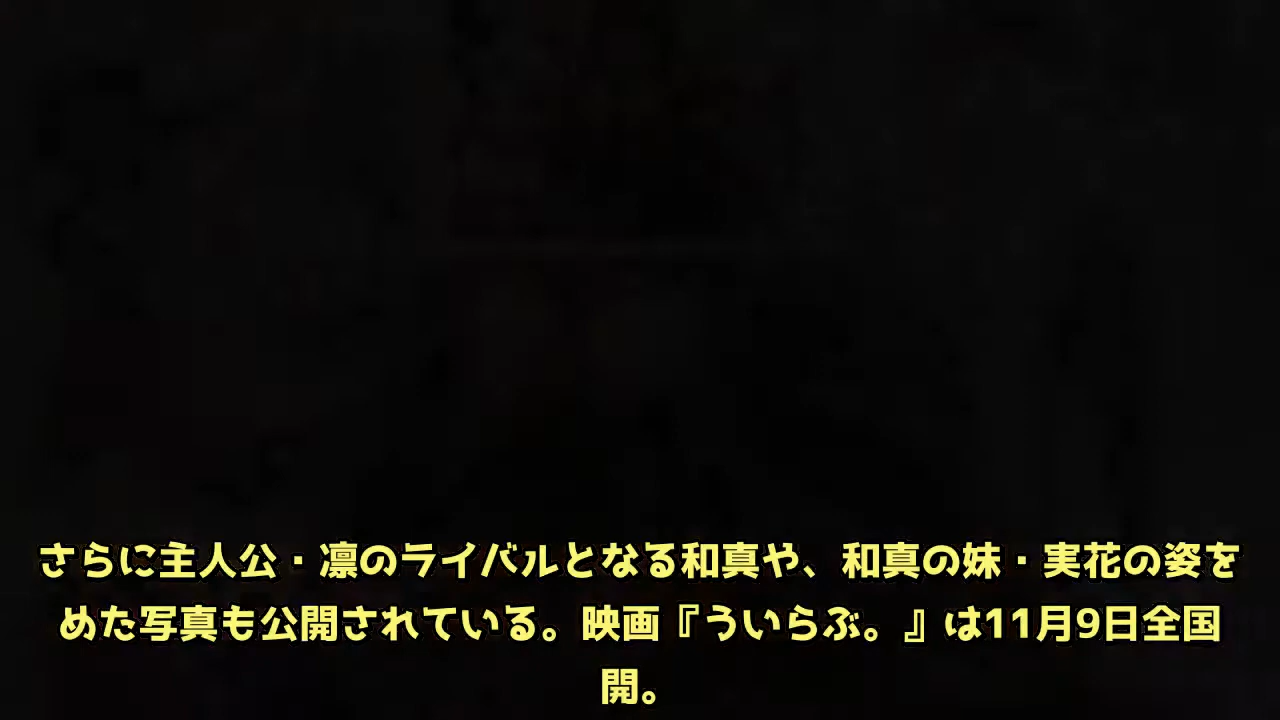 さらに主人公・凛のライバルとなる和真や、和真の妹・実花の姿を
めた写真も公開されている。映画『ういらぶ。』は11月9日全国
開。